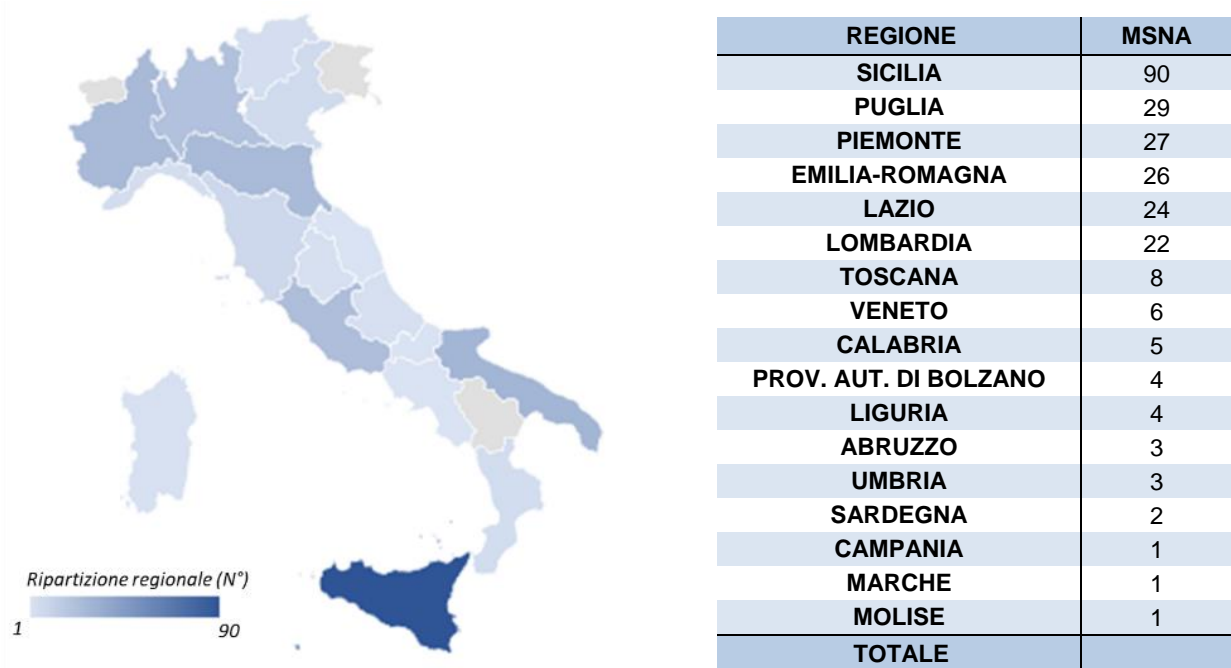 Ripartizione regionale (N°)
1 90
REGIONE MSNA
SICILIA 90
PUGLIA 29
PIEMONTE 27
EMILIA-ROMAGNA 26
LAZIO 24
LOMBARDIA 22
TOSCANA 8
VENETO 6
CALABRIA 5
PROV. AUT. DI BOLZANO 4
LIGURIA 4
ABRUZZO 3
UMBRIA 3
SARDEGNA 2
CAMPANIA 1
MARCHE 1
MOLISE 1
TOTALE